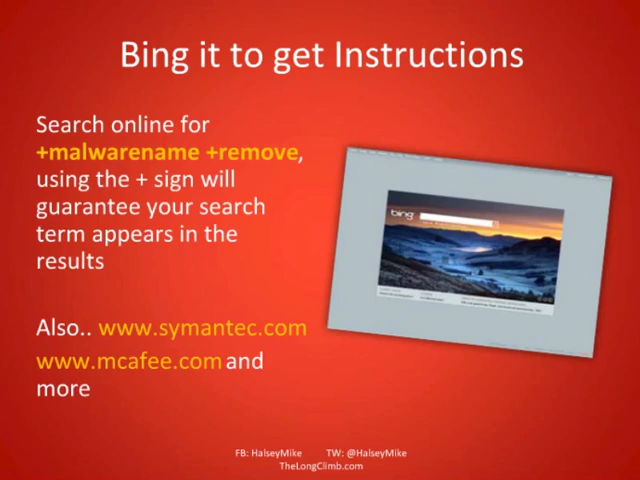 Bing it to get Instructions
Search online for
+malwarename +remove,
using the + sign will
guarantee your search
term appears in the
results
bing
Also.. www.symantec.com
www.mcafee.com and
more
FB: HalseyMike TW: @HalseyMike
TheLongClimb.com